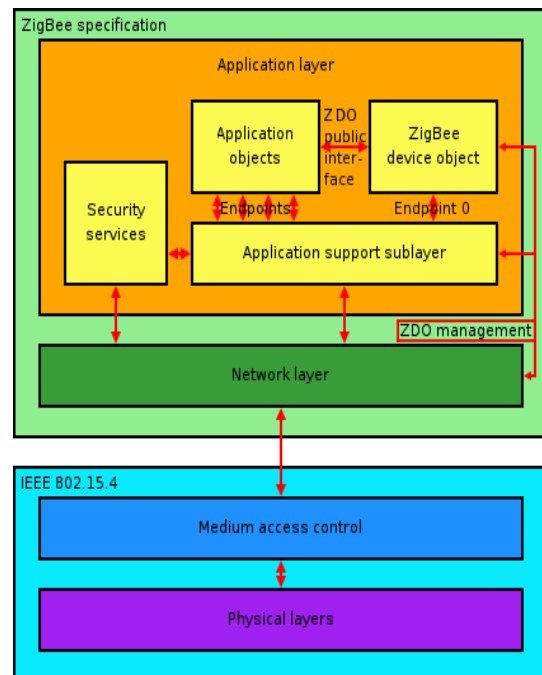 ZigBee specification
Application layer
Application
objects
ZDO
public
inter-
face
ZigBee
device object
Security
services
Endpoints
Endpoint 0
Application support sublayer
ZDO management
Network layer
IEEE 802.15.4
Medium access control
Physical layers